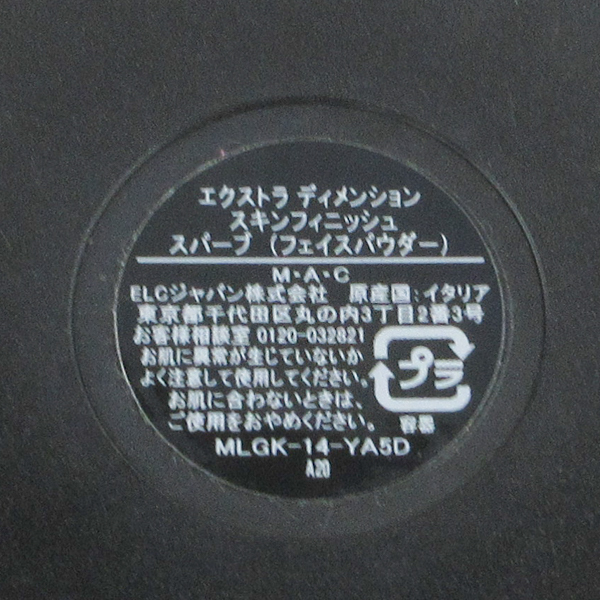 エクストラ ディメンション
スキンフィニッシュ
スパーブ (フェイスパウダー)
M・A・C
ELCジャパン株式会社 原産国:イタリア
東京都千代田区丸の内3丁目2番3号
お客様相談室 0120-032821
お肌に異常が生じていないか
よく注意して使用してください。
お肌に合わないときは、
ご使用をおやめください。
プラ
容器
MLGK-14-YA5D
A20